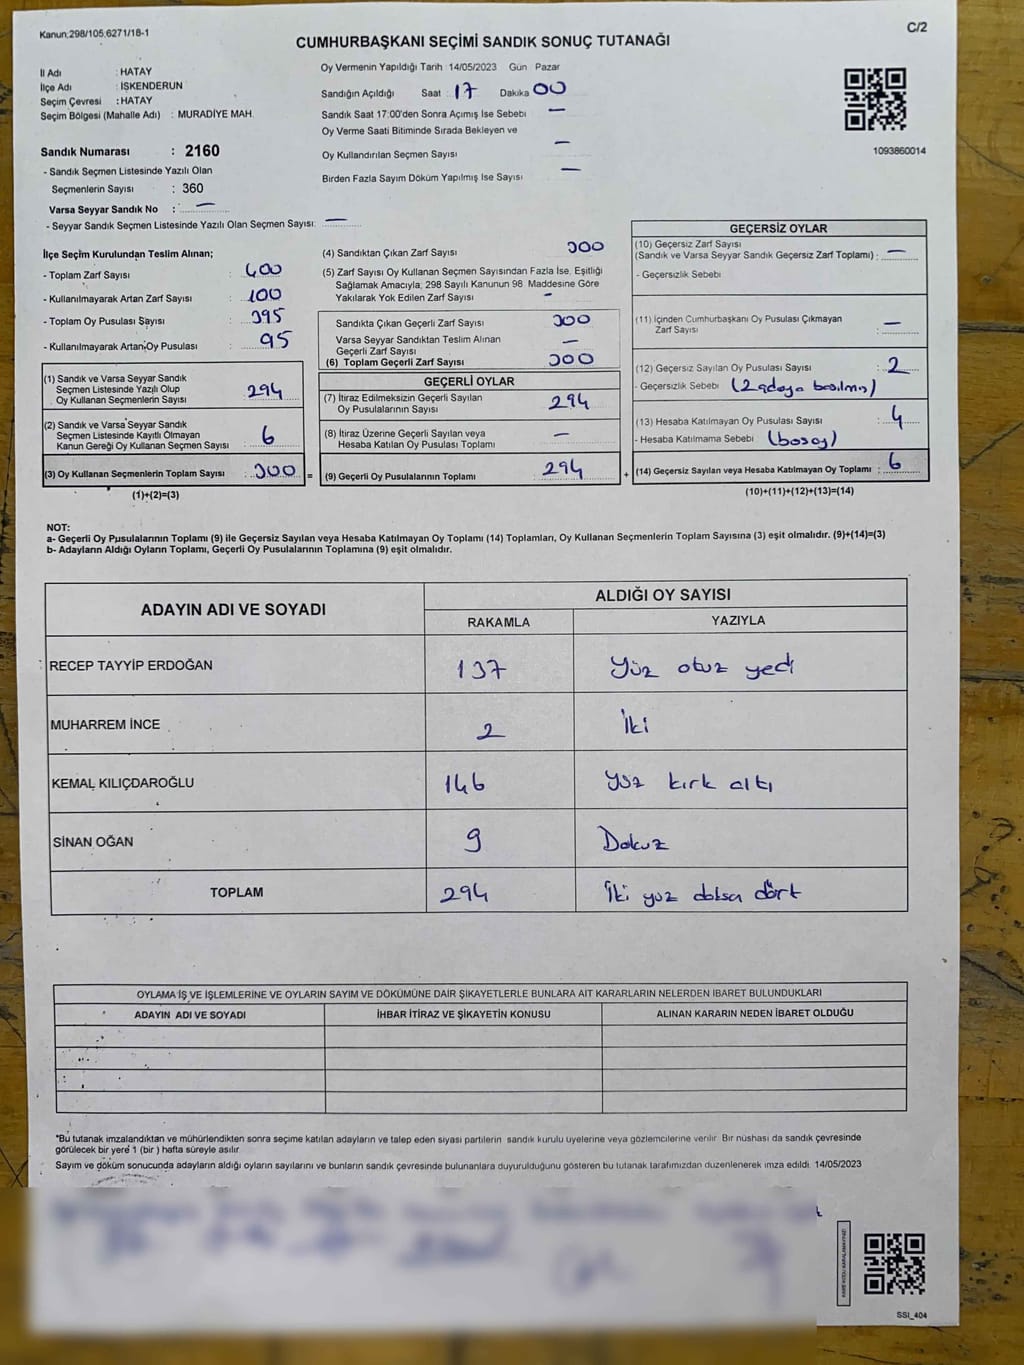 Kanun;298/105;6271/18-1
C/2
CUMHURBAŞKANI SEÇİMİ SANDIK SONUÇ TUTANAĞI
İl Adı : HATAY
İlçe Adı : İSKENDERUN
Seçim Çevresi : HATAY
Seçim Bölgesi (Mahalle Adı) : MURADİYE MAH.
Sandık Numarası : 2160
- Sandık Seçmen Listesinde Yazılı Olan
Seçmenlerin Sayısı : 360
Varsa Seyyar Sandık No : —
- Seyyar Sandık Seçmen Listesinde Yazılı Olan Seçmen Sayısı: —
Oy Vermenin Yapıldığı Tarih : 14/05/2023 Gün Pazar
Sandığın Açıldığı Saat : 17 Dakika 00
Sandık Saat 17:00'den Sonra Açımış İse Sebebi —
Oy Verme Saati Bitiminde Sırada Bekleyen ve
Oy Kullandırılan Seçmen Sayısı —
Birden Fazla Sayım Döküm Yapılmış İse Sayısı —
1093860014
İlçe Seçim Kurulundan Teslim Alınan;
- Toplam Zarf Sayısı : 400
- Kullanılmayarak Artan Zarf Sayısı : 100
- Toplam Oy Pusulası Sayısı : 395
- Kullanılmayarak Artan Oy Pusulası : 95
(1) Sandık ve Varsa Seyyar Sandık
Seçmen Listesinde Yazılı Olup
Oy Kullanan Seçmenlerin Sayısı 294
(2) Sandık ve Varsa Seyyar Sandık
Seçmen Listesinde Kayıtlı Olmayan
Kanun Gereği Oy Kullanan Seçmen Sayısı 6
(3) Oy Kullanan Seçmenlerin Toplam Sayısı : 300 =
(1)+(2)=(3)
(4) Sandıktan Çıkan Zarf Sayısı 300
(5) Zarf Sayısı Oy Kullanan Seçmen Sayısından Fazla İse, Eşitliği
Sağlamak Amacıyla; 298 Sayılı Kanunun 98. Maddesine Göre
Yakılarak Yok Edilen Zarf Sayısı —
Sandıkta Çıkan Geçerli Zarf Sayısı 300
Varsa Seyyar Sandıktan Teslim Alınan
Geçerli Zarf Sayısı —
(6) Toplam Geçerli Zarf Sayısı 300
GEÇERLİ OYLAR
(7) İtiraz Edilmeksizin Geçerli Sayılan
Oy Pusulalarının Sayısı 294
(8) İtiraz Üzerine Geçerli Sayılan veya
Hesaba Katılan Oy Pusulası Toplamı —
(9) Geçerli Oy Pusulalarının Toplamı 294 +
GEÇERSİZ OYLAR
(10) Geçersiz Zarf Sayısı
(Sandık ve Varsa Seyyar Sandık Geçersiz Zarf Toplamı) : —
- Geçersizlik Sebebi
(11) İçinden Cumhurbaşkanı Oy Pusulası Çıkmayan
Zarf Sayısı : —
(12) Geçersiz Sayılan Oy Pusulası Sayısı : 2
- Geçersizlik Sebebi (2 adaya basılmış)
(13) Hesaba Katılmayan Oy Pusulası Sayısı : 4
- Hesaba Katılmama Sebebi (boş oy)
(14) Geçersiz Sayılan veya Hesaba Katılmayan Oy Toplamı : 6
(10)+(11)+(12)+(13)=(14)
NOT:
a- Geçerli Oy Pusulalarının Toplamı (9) ile Geçersiz Sayılan veya Hesaba Katılmayan Oy Toplamı (14) Toplamları, Oy Kullanan Seçmenlerin Toplam Sayısına (3) eşit olmalıdır. (9)+(14)=(3)
b- Adayların Aldığı Oyların Toplamı, Geçerli Oy Pusulalarının Toplamına (9) eşit olmalıdır.
ADAYIN ADI VE SOYADI
ALDIĞI OY SAYISI
RAKAMLA YAZIYLA
RECEP TAYYİP ERDOĞAN 137 Yüz otuz yedi
MUHARREM İNCE 2 İki
KEMAL KILIÇDAROĞLU 146 Yüz kırk altı
SİNAN OĞAN 9 Dokuz
TOPLAM 294 İki yüz doksan dört
OYLAMA İŞ VE İŞLEMLERİNE VE OYLARIN SAYIM VE DÖKÜMÜNE DAİR ŞİKAYETLERLE BUNLARA AİT KARARLARIN NELERDEN İBARET BULUNDUKLARI
ADAYIN ADI VE SOYADI İHBAR İTİRAZ VE ŞİKAYETİN KONUSU ALINAN KARARIN NEDEN İBARET OLDUĞU
*Bu tutanak imzalandıktan ve mühürlendikten sonra seçime katılan adayların ve talep eden siyasi partilerin sandık kurulu üyelerine veya gözlemcilerine verilir. Bir nüshası da sandık çevresinde
görülecek bir yere 1 (bir) hafta süreyle asılır.
Sayım ve döküm sonucunda adayların aldığı oyların sayılarını ve bunların sandık çevresinde bulunanlara duyurulduğunu gösteren bu tutanak tarafımızdan düzenlenerek imza edildi. 14/05/2023
SSİ_404